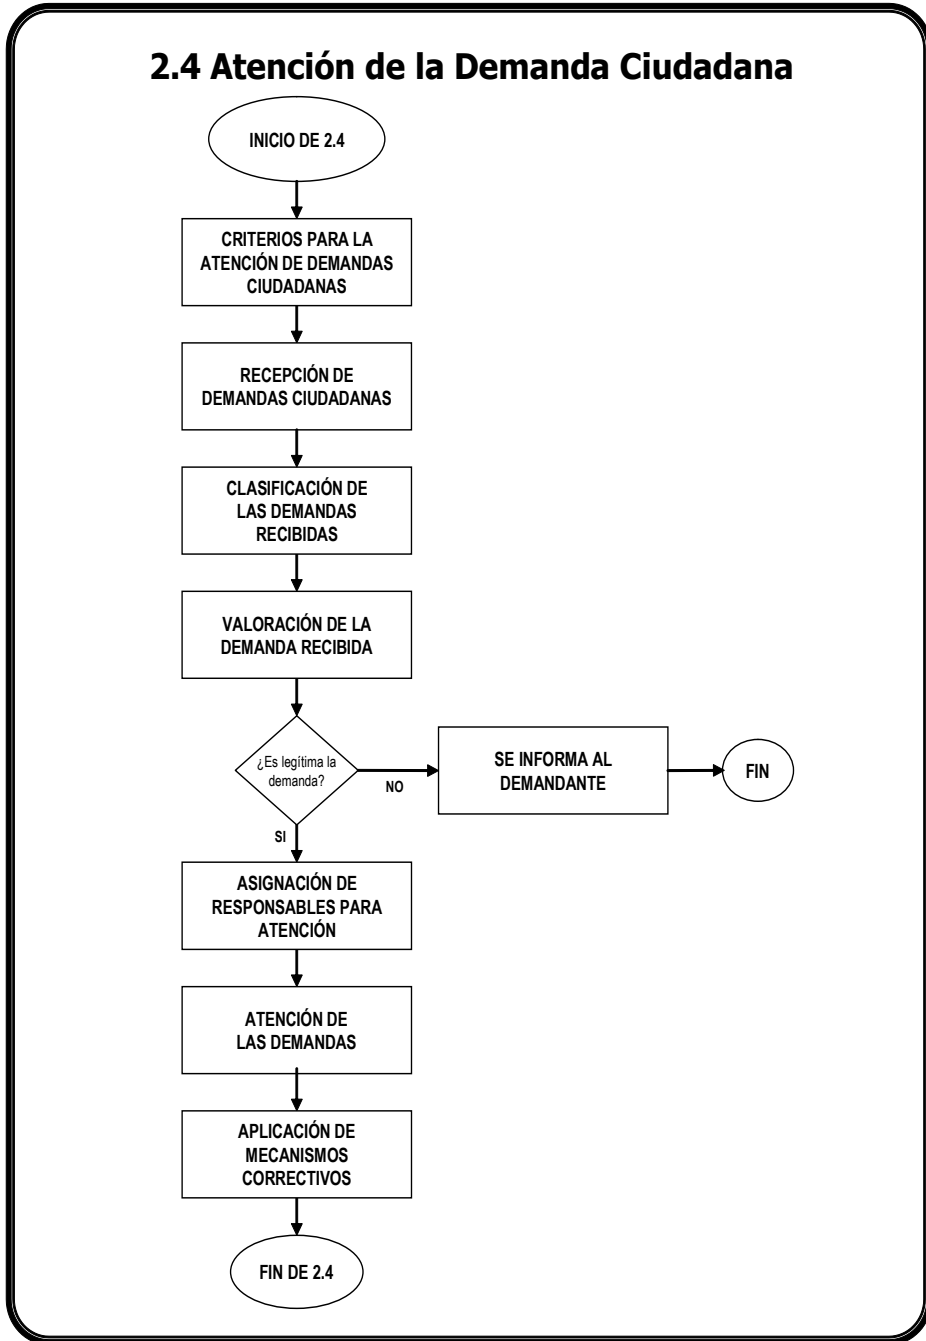 2.4 Atención de la Demanda Ciudadana
INICIO DE 2.4
CRITERIOS PARA LA
ATENCIÓN DE DEMANDAS
CIUDADANAS
RECEPCIÓN DE
DEMANDAS CIUDADANAS
CLASIFICACIÓN DE
LAS DEMANDAS
RECIBIDAS
VALORACIÓN DE LA
DEMANDA RECIBIDA
¿Es legítima la
demanda?
NO
SE INFORMA AL
DEMANDANTE
FIN
SI
ASIGNACIÓN DE
RESPONSABLES PARA
ATENCIÓN
ATENCIÓN DE
LAS DEMANDAS
APLICACIÓN DE
MECANISMOS
CORRECTIVOS
FIN DE 2.4